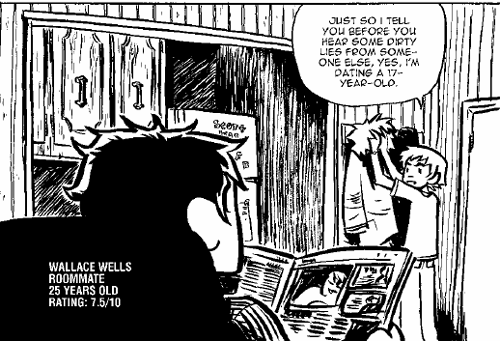 JUST SO I TELL
YOU BEFORE YOU
HEAR SOME DIRTY
LIES FROM SOME-
ONE ELSE, YES, I'M
DATING A 17-
YEAR-OLD.
WALLACE WELLS
ROOMMATE
25 YEARS OLD
RATING: 7.5/10